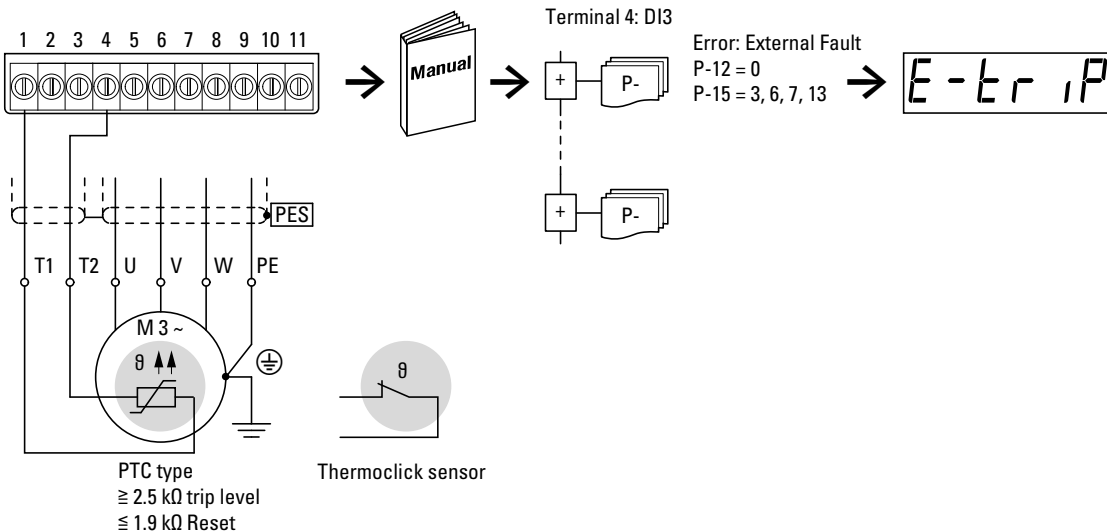 1 2 3 4 5 6 7 8 9 10 11
Manual
Terminal 4: DI3
+
P-
Error: External Fault
P-12 = 0
P-15 = 3, 6, 7, 13
E-triP
+
P-
PES
T1 T2 U V W PE
M 3 ~
ϑ
ϑ
PTC type
≧ 2.5 kΩ trip level
≦ 1.9 kΩ Reset
Thermoclick sensor